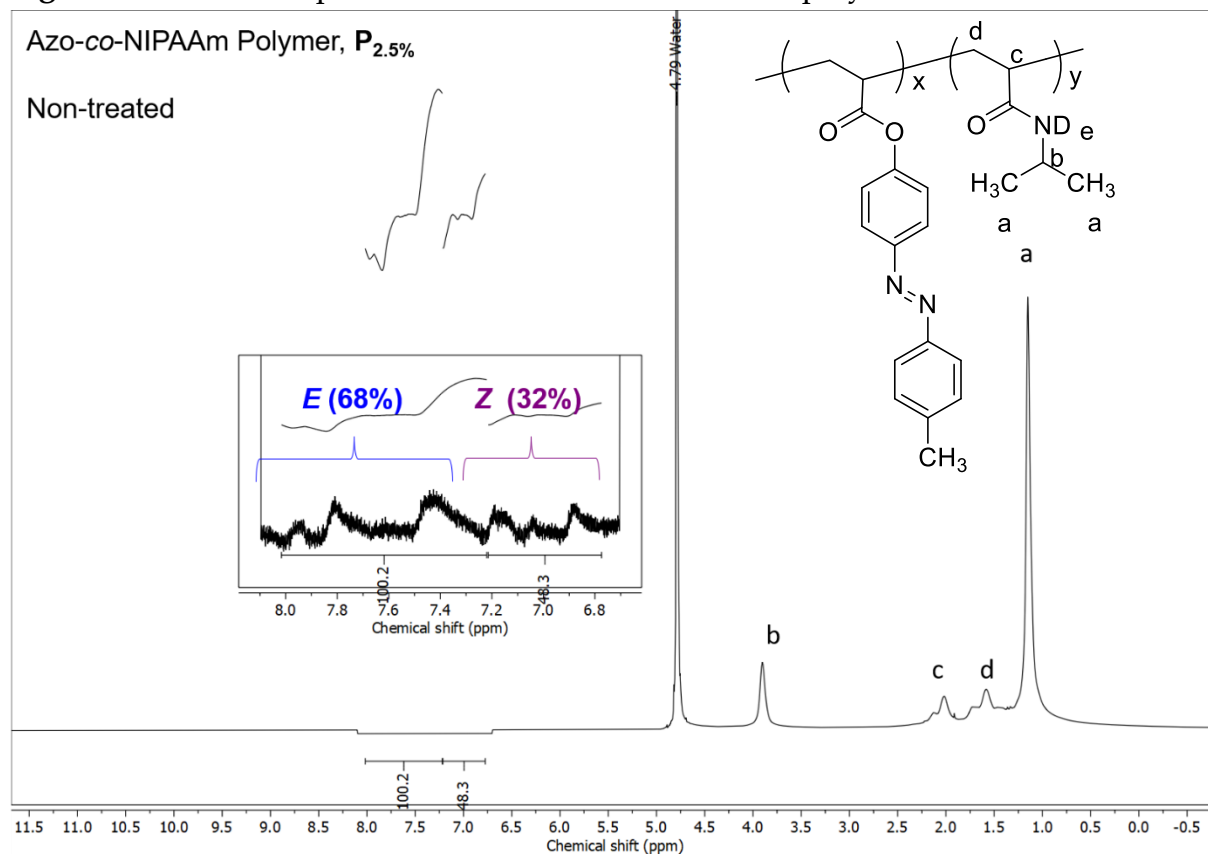 Azo-co-NIPAAm Polymer, P2.5%
Non-treated
4.79 Water
d
c
x
y
O
O
O
ND
e
b
H3C
CH3
a
a
N
N
CH3
a
E (68%)
Z (32%)
100.2
48.3
8.0 7.8 7.6 7.4 7.2 7.0 6.8
Chemical shift (ppm)
b
c
d
100.2
48.3
11.5 11.0 10.5 10.0 9.5 9.0 8.5 8.0 7.5 7.0 6.5 6.0 5.5 5.0 4.5 4.0 3.5 3.0 2.5 2.0 1.5 1.0 0.5 0.0 -0.5
Chemical shift (ppm)